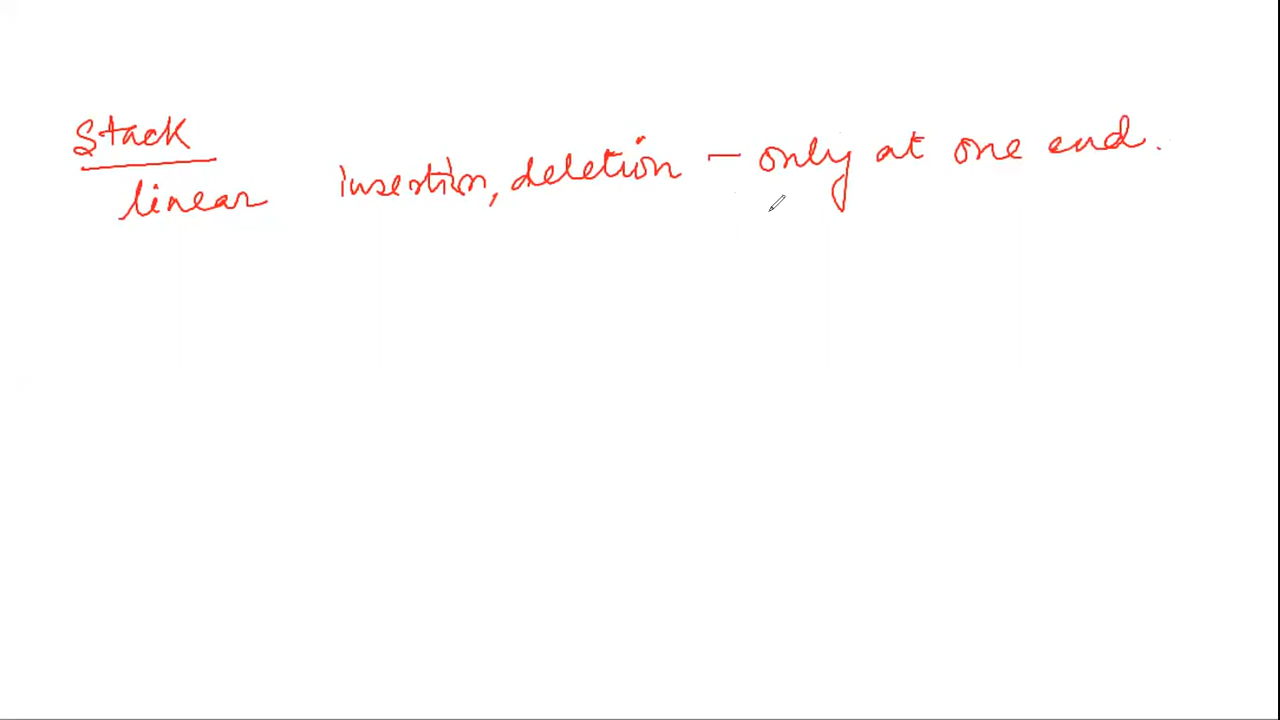 Stack
linear insertion, deletion - only at one end.